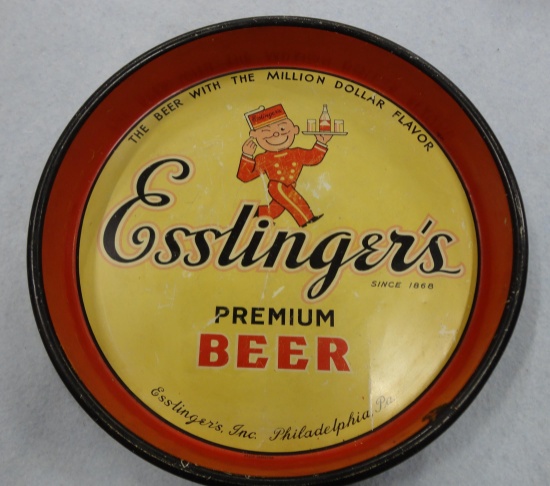 THE BEER WITH THE MILLION DOLLAR FLAVOR
Esslinger's
Esslinger's
SINCE 1868
PREMIUM
BEER
Esslinger's, Inc. Philadelphia, Pa.